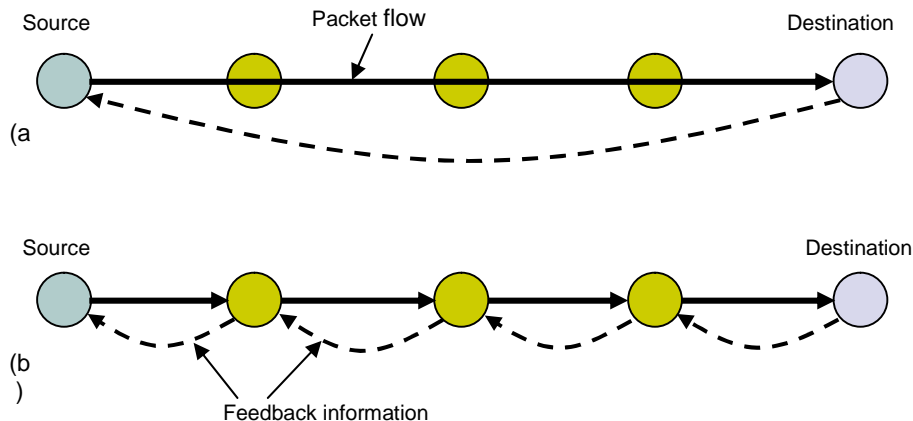 Source
Packet flow
Destination
(a
Source
Destination
(b
)
Feedback information